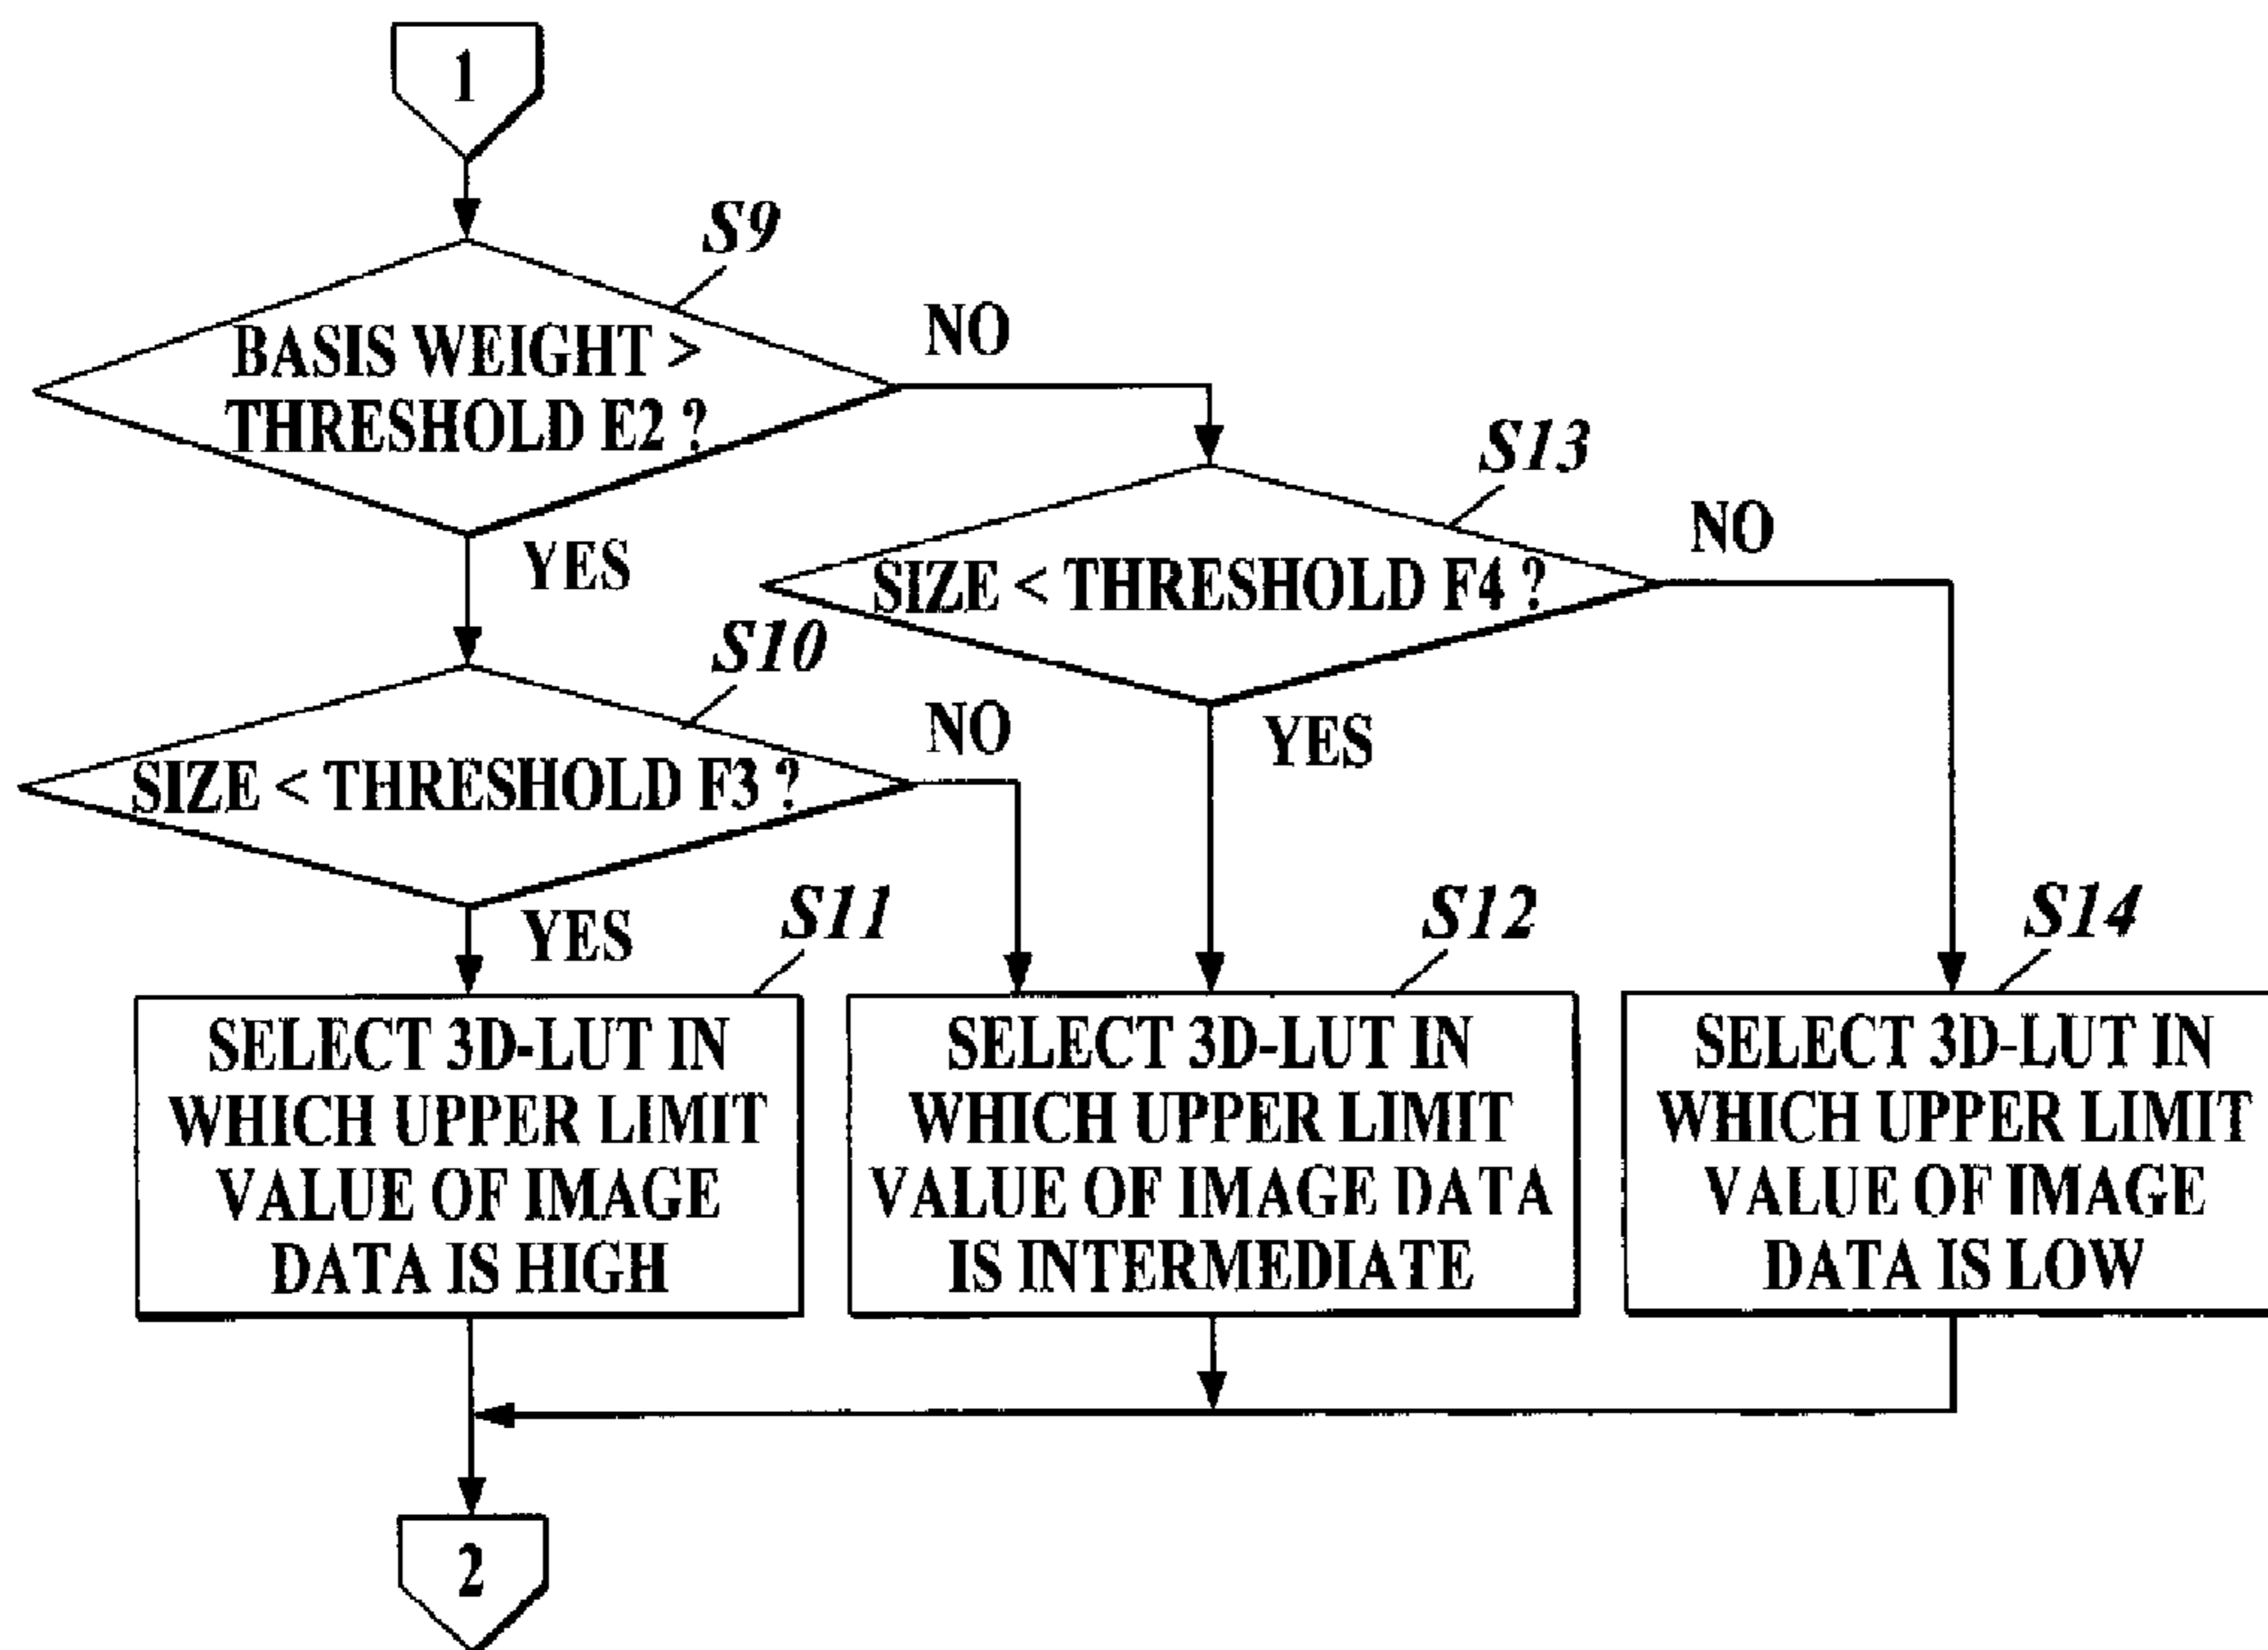 1
S9
BASIS WEIGHT >
THRESHOLD E2 ?
NO
YES
S13
SIZE < THRESHOLD F4 ?
NO
YES
S10
SIZE < THRESHOLD F3 ?
NO
YES
S11
SELECT 3D-LUT IN
WHICH UPPER LIMIT
VALUE OF IMAGE
DATA IS HIGH
S12
SELECT 3D-LUT IN
WHICH UPPER LIMIT
VALUE OF IMAGE DATA
IS INTERMEDIATE
S14
SELECT 3D-LUT IN
WHICH UPPER LIMIT
VALUE OF IMAGE
DATA IS LOW
2